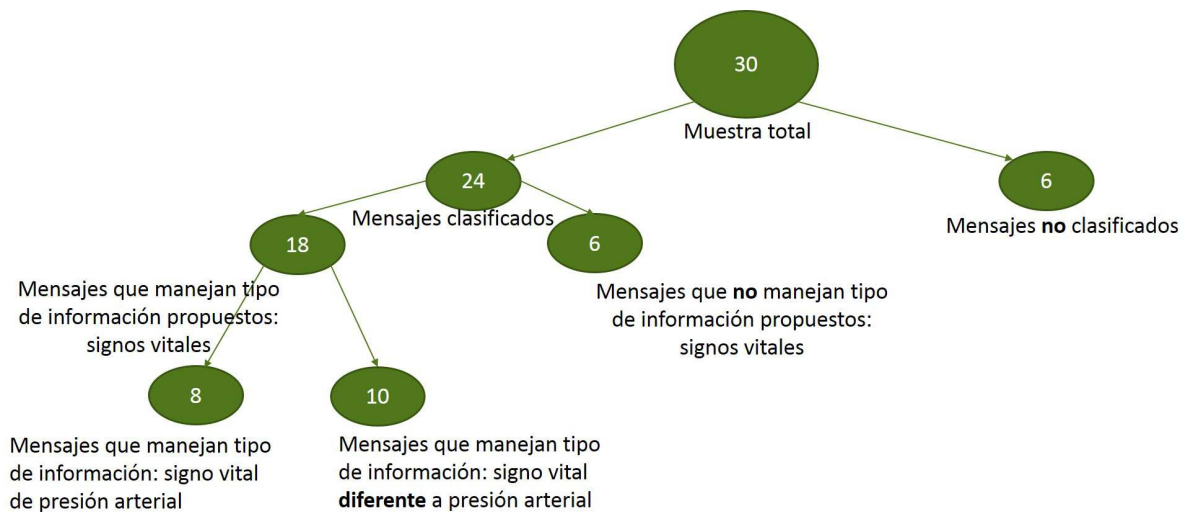 30
Muestra total
24
Mensajes clasificados
6
Mensajes no clasificados
18
Mensajes que manejan tipo
de información propuestos:
signos vitales
6
Mensajes que no manejan tipo
de información propuestos:
signos vitales
8
Mensajes que manejan tipo
de información: signo vital
de presión arterial
10
Mensajes que manejan tipo
de información: signo vital
diferente a presión arterial